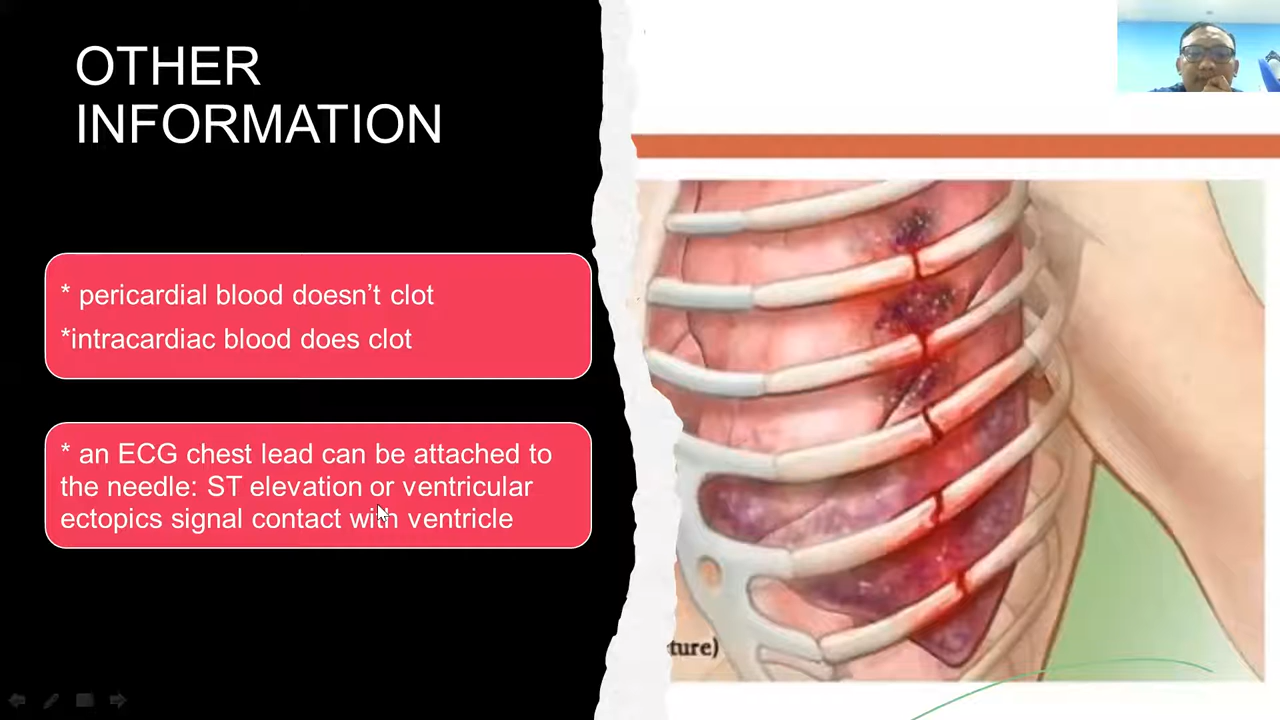 OTHER
INFORMATION
* pericardial blood doesn’t clot
*intracardiac blood does clot
* an ECG chest lead can be attached to
the needle: ST elevation or ventricular
ectopics signal contact with ventricle
ture)